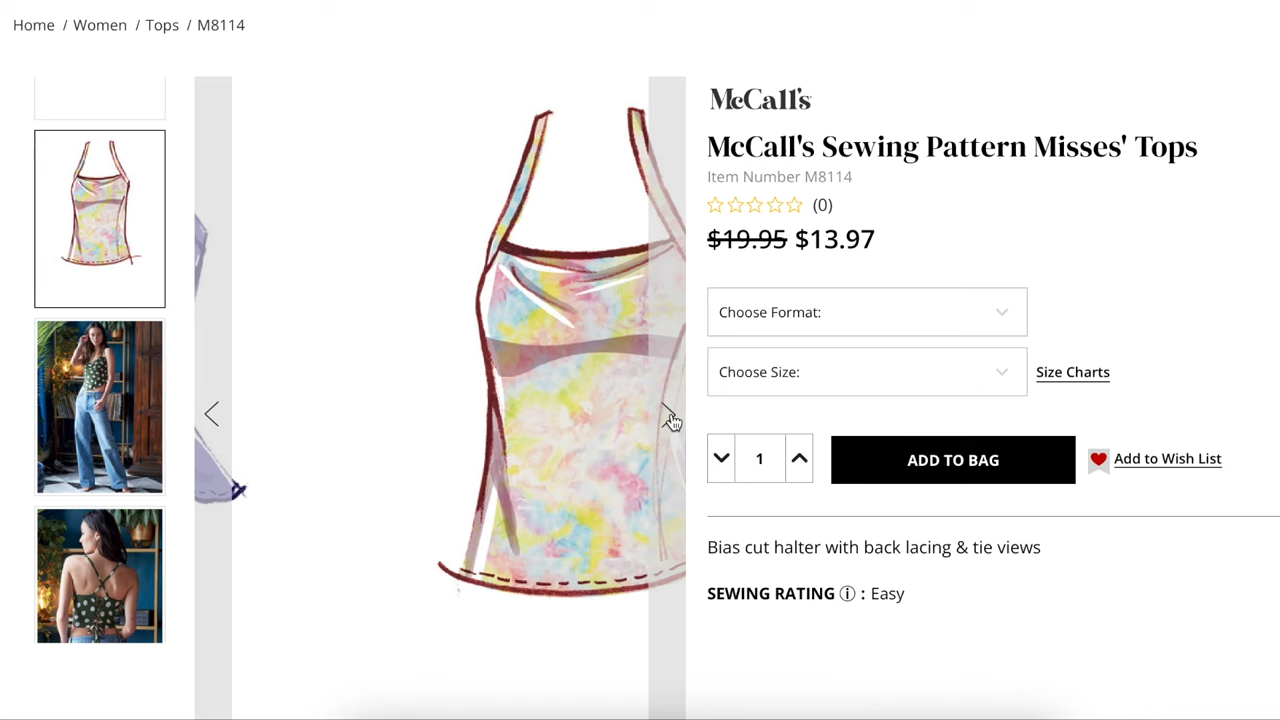 Home / Women / Tops / M8114
McCall's
McCall's Sewing Pattern Misses' Tops
Item Number M8114
(0)
$19.95 $13.97
Choose Format:
Choose Size:
Size Charts
1
ADD TO BAG
Add to Wish List
Bias cut halter with back lacing & tie views
SEWING RATING ⓘ : Easy